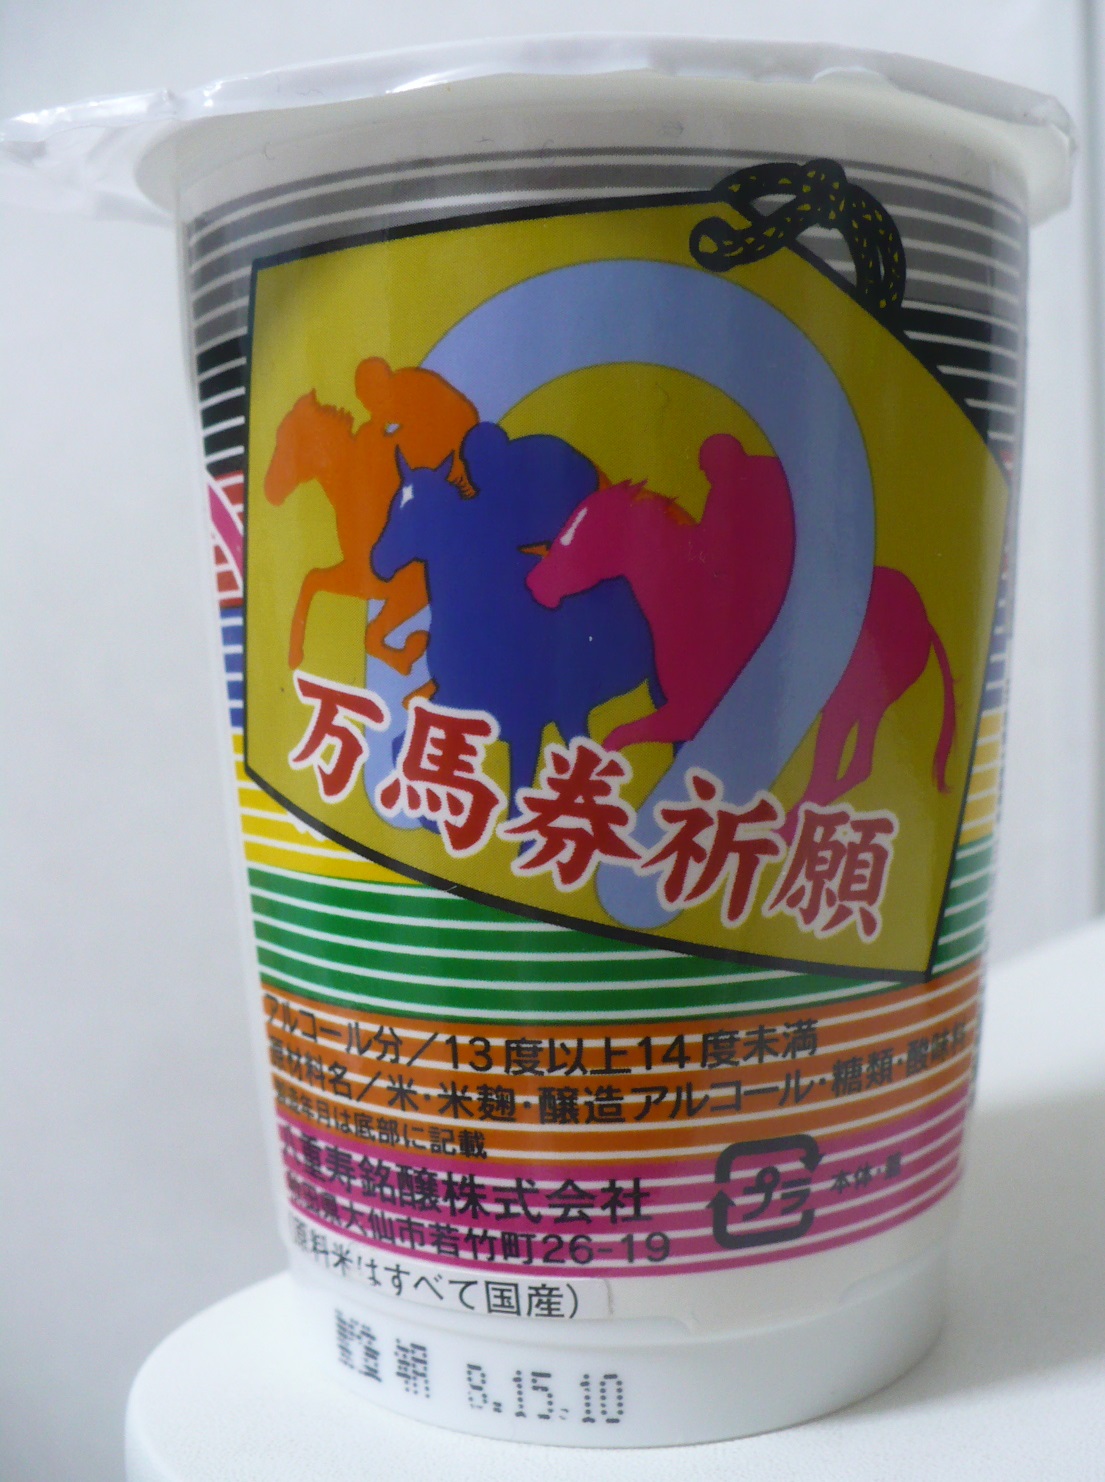 万馬券祈願
アルコール分/13度以上14度未満
原材料名/米・米麹・醸造アルコール・糖類・酸味料
製造年月は底部に記載
八重寿銘醸株式会社
秋田県大仙市若竹町26-19
プラ
本体・蓋
(原料米はすべて国産)
8.15.10